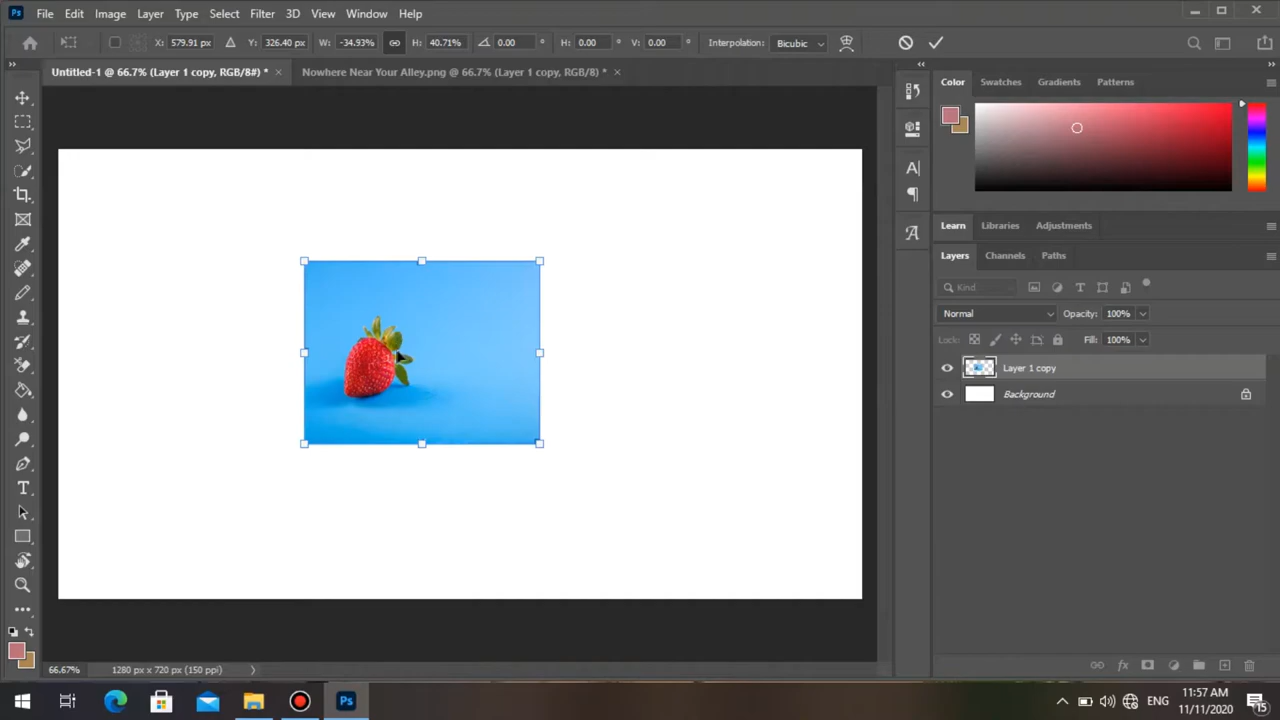 Ps File Edit Image Layer Type Select Filter 3D View Window Help
X: 579.91 px Y: 326.40 px W: -34.93% H: 40.71% 0.00 ° H: 0.00 ° V: 0.00 ° Interpolation: Bicubic
Untitled-1 @ 66.7% (Layer 1 copy, RGB/8#) * × Nowhere Near Your Alley.png @ 66.7% (Layer 1 copy, RGB/8) * ×
Color Swatches Gradients Patterns
Learn Libraries Adjustments
Layers Channels Paths
Kind
Normal Opacity: 100%
Lock: Fill: 100%
Layer 1 copy
Background
66.67% 1280 px x 720 px (150 ppi)
Ps ENG 11:57 AM
11/11/2020 15